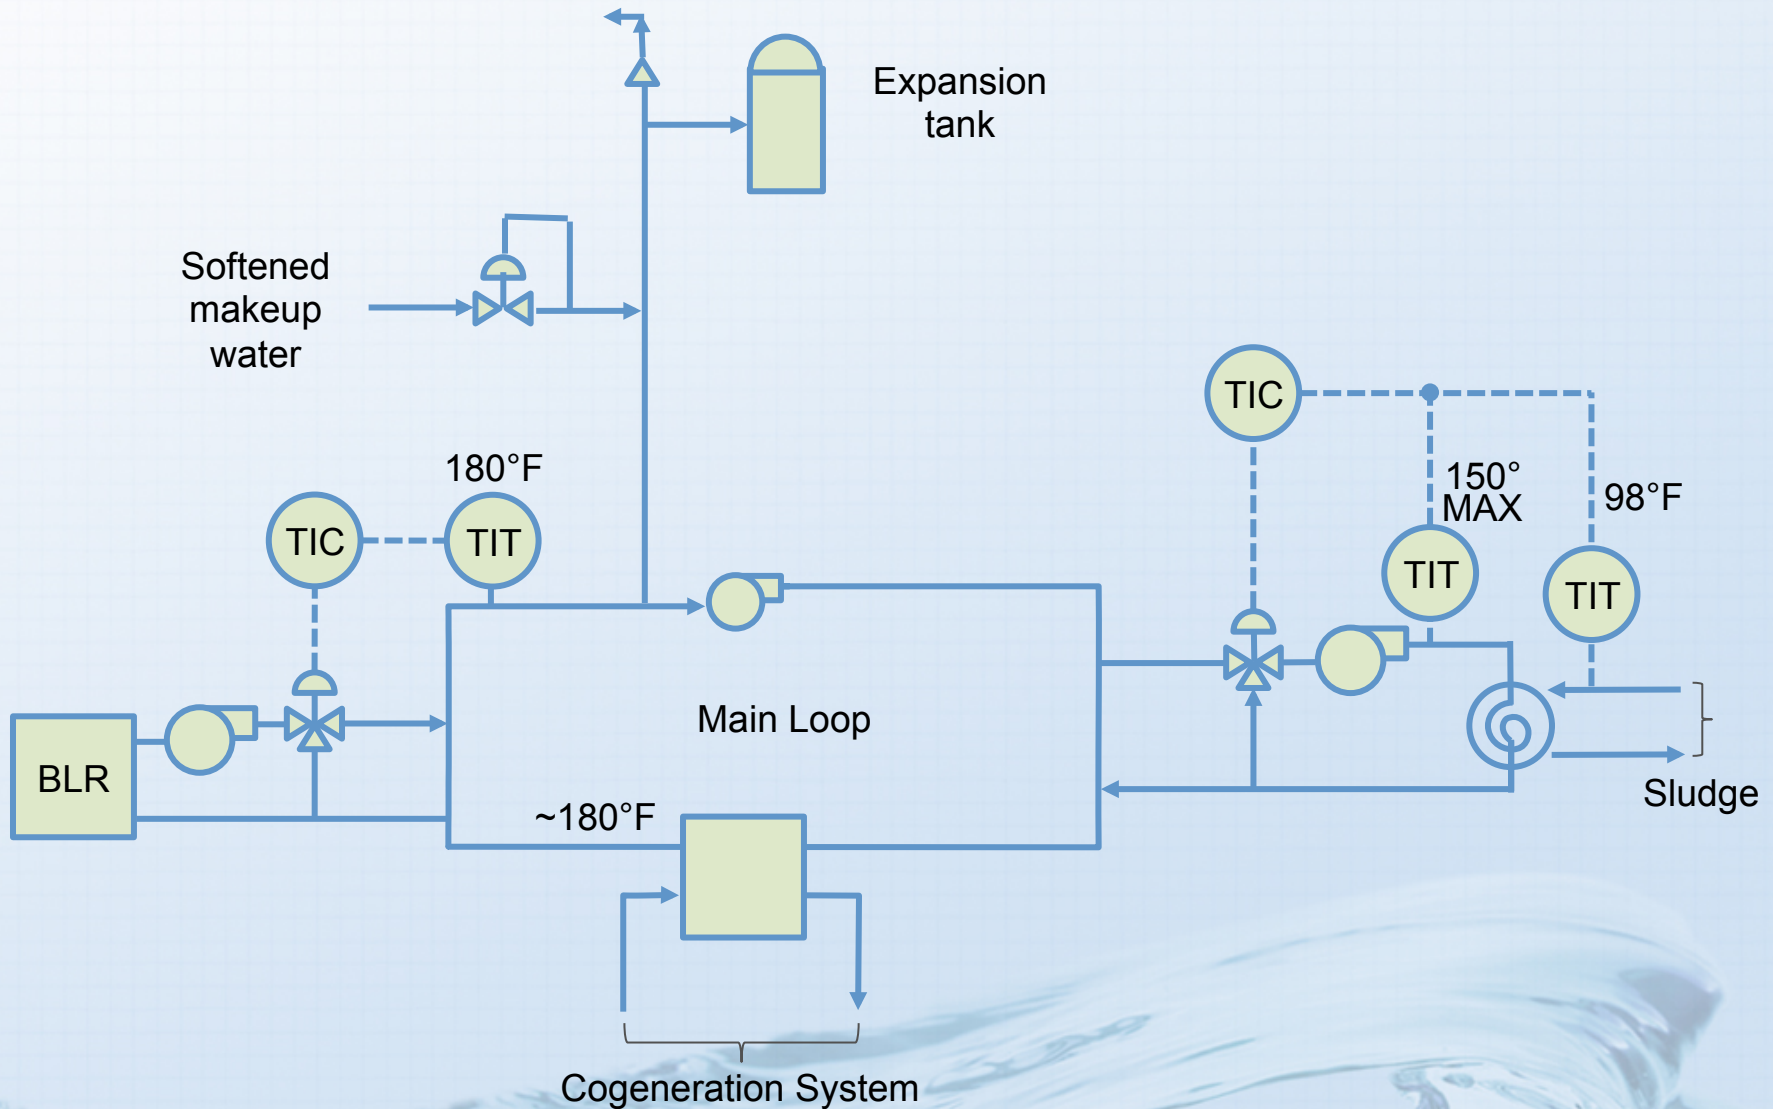 Expansion
tank
Softened
makeup
water
TIC
180°F
150°
MAX
98°F
TIC
TIT
TIT
TIT
Main Loop
BLR
Sludge
~180°F
Cogeneration System